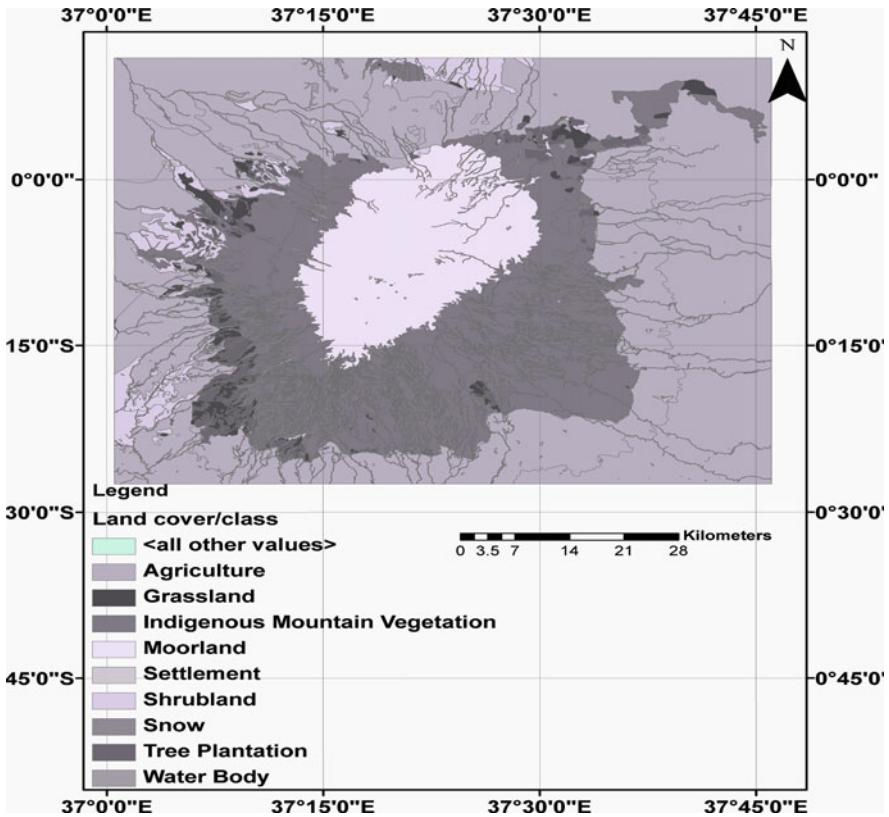 37°0'0"E 37°15'0"E 37°30'0"E 37°45'0"E
N
0°0'0" 0°0'0"
15'0"S 0°15'0"
Legend
30'0"S 0°30'0"
Land cover/class
Kilometers
<all other values>
0 3.5 7 14 21 28
Agriculture
Grassland
Indigenous Mountain Vegetation
Moorland
Settlement
45'0"S 0°45'0"
Shrubland
Snow
Tree Plantation
Water Body
37°0'0"E 37°15'0"E 37°30'0"E 37°45'0"E